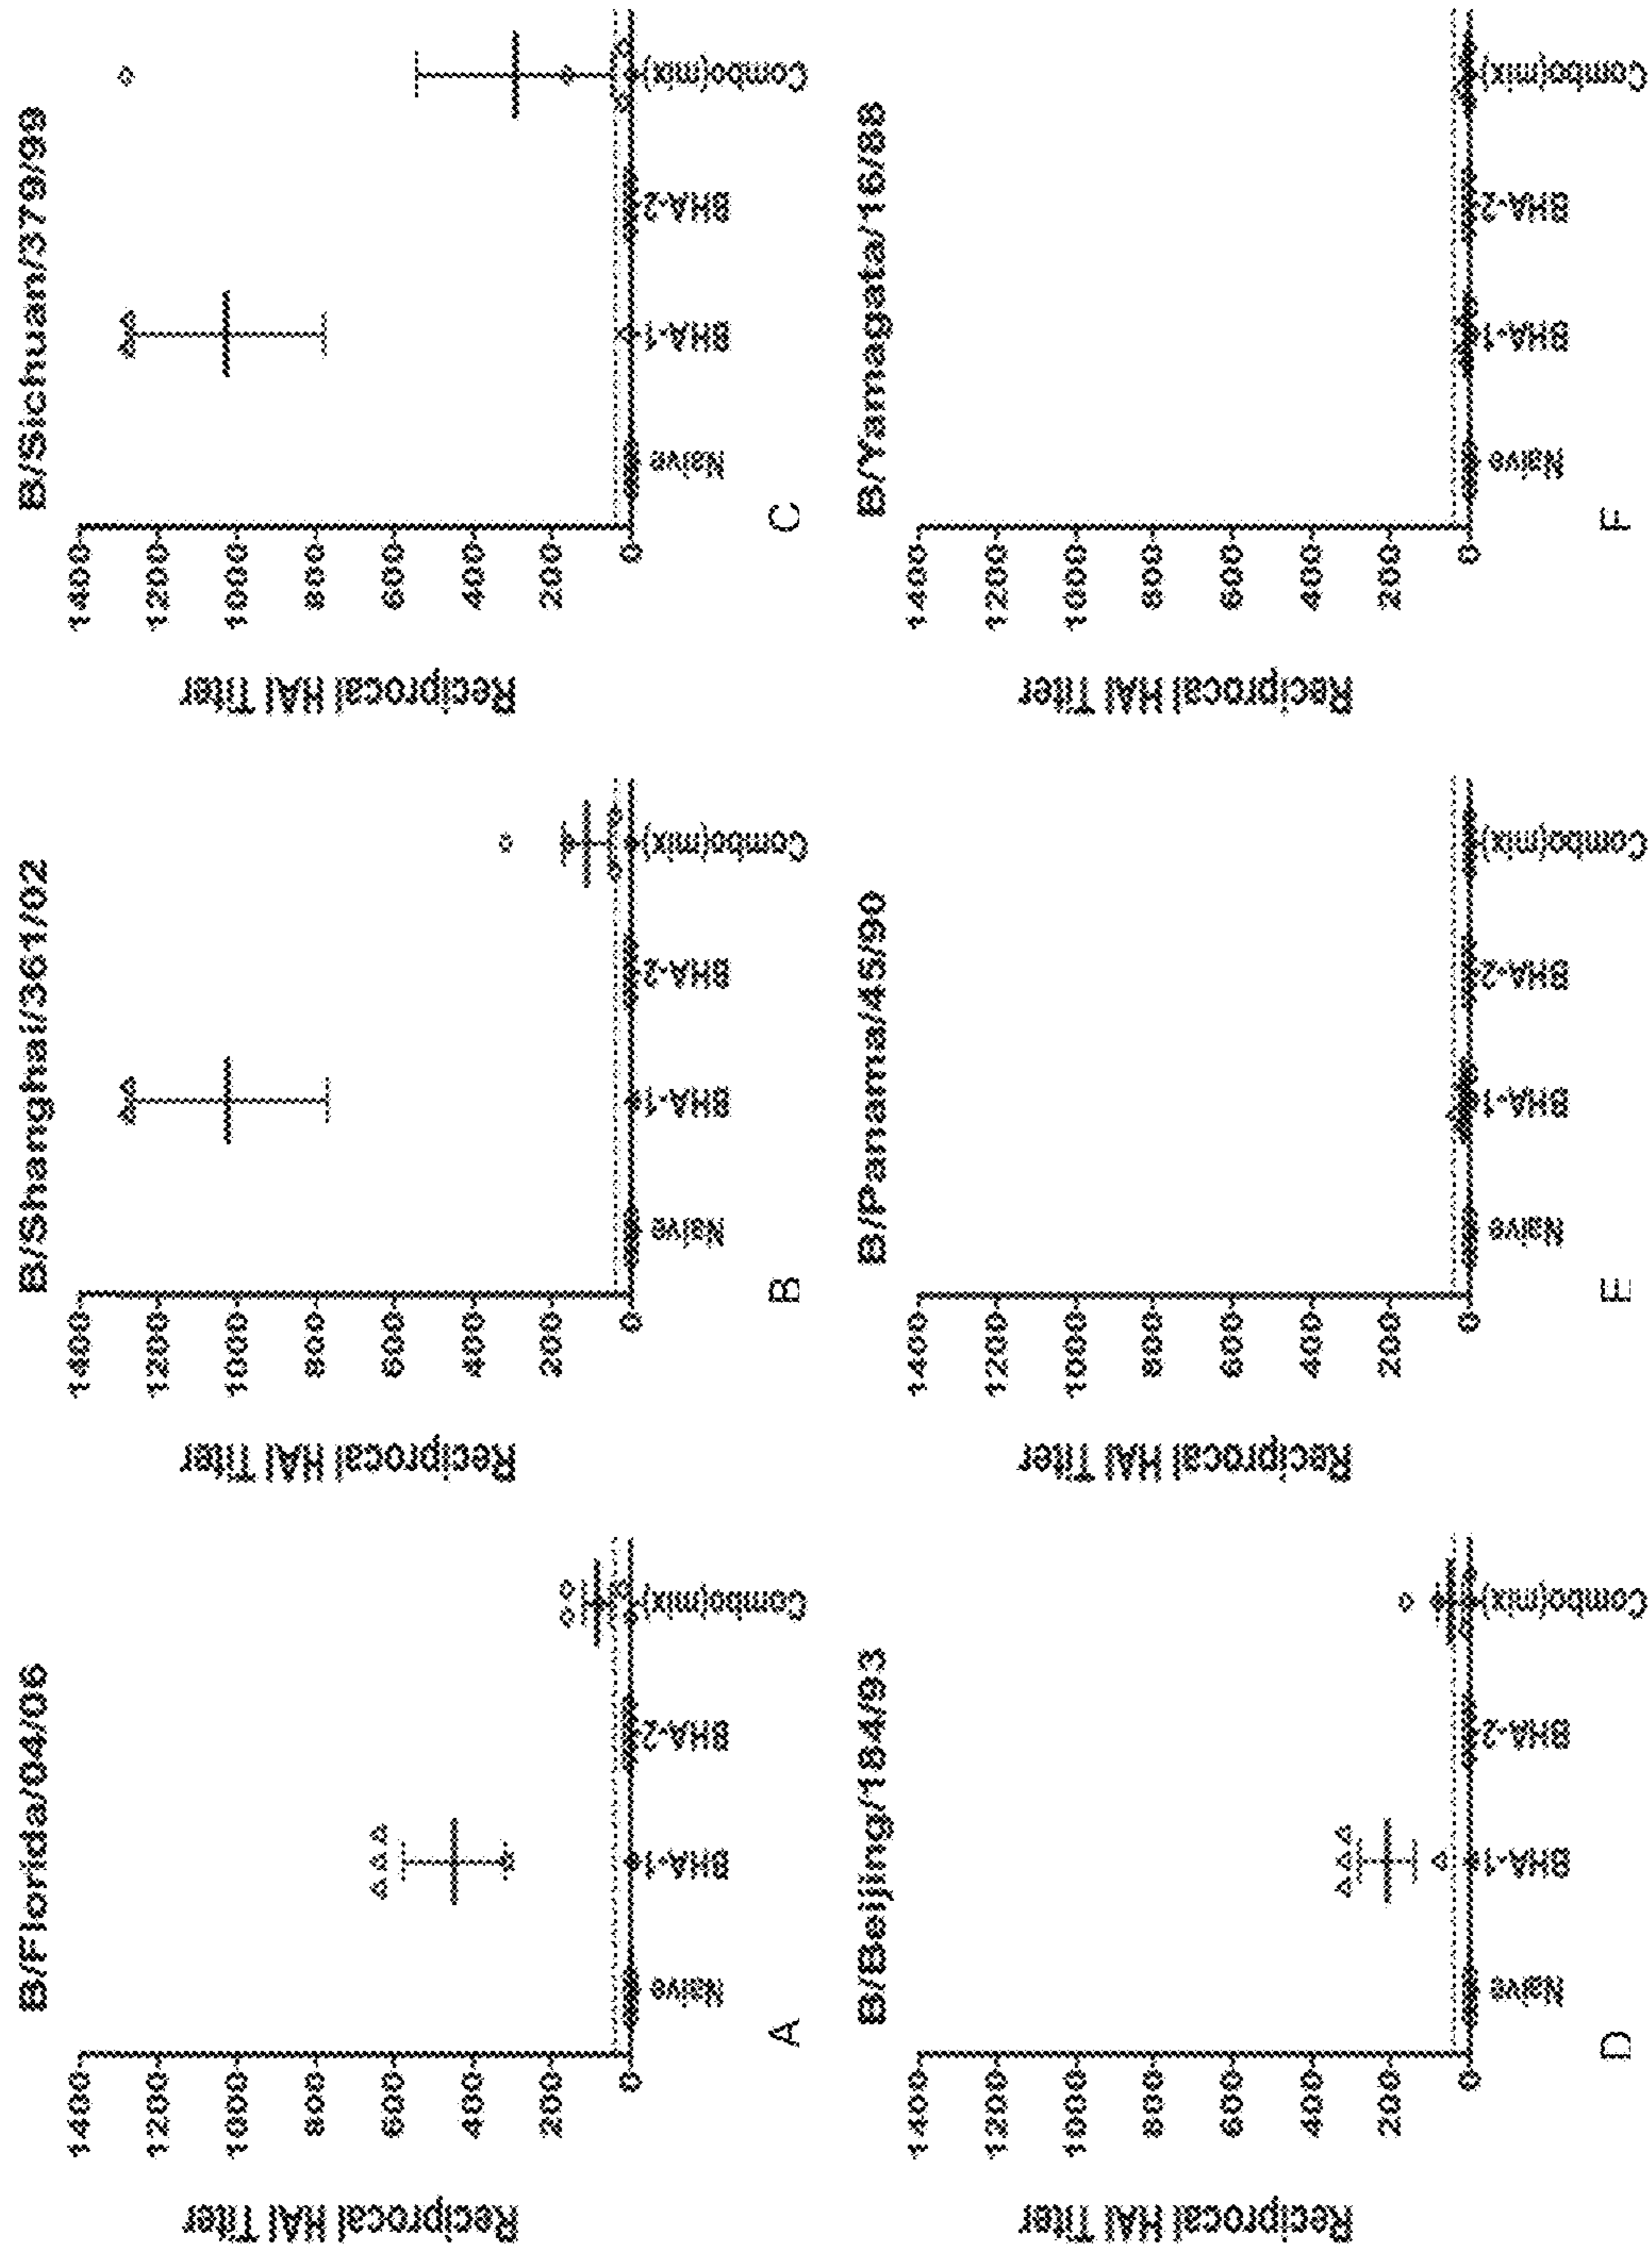 B/Florida/04/06
Reciprocal HAI Titer
1400
1200
1000
800
600
400
200
0
Naive
BHA-1
BHA-2
Combo(mix)
A
B/Shanghai/361/02
Reciprocal HAI Titer
1400
1200
1000
800
600
400
200
0
Naive
BHA-1
BHA-2
Combo(mix)
B
B/Sichuan/379/99
Reciprocal HAI Titer
1400
1200
1000
800
600
400
200
0
Naive
BHA-1
BHA-2
Combo(mix)
C
B/Beijing/184/93
Reciprocal HAI Titer
1400
1200
1000
800
600
400
200
0
Naive
BHA-1
BHA-2
Combo(mix)
D
B/Panama/45/90
Reciprocal HAI Titer
1400
1200
1000
800
600
400
200
0
Naive
BHA-1
BHA-2
Combo(mix)
E
B/Yamagata/16/88
Reciprocal HAI Titer
1400
1200
1000
800
600
400
200
0
Naive
BHA-1
BHA-2
Combo(mix)
F